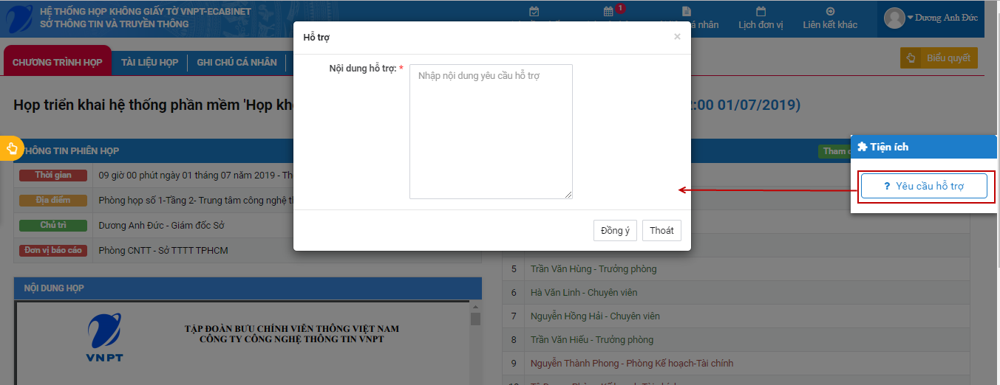 HỆ THỐNG HỌP KHÔNG GIẤY TỜ VNPT-ECABINET
SỞ THÔNG TIN VÀ TRUYỀN THÔNG
1
á nhân
Lịch đơn vị
Liên kết khác
Dương Anh Đức
CHƯƠNG TRÌNH HỌP
TÀI LIỆU HỌP
GHI CHÚ CÁ NHÂN
Biểu quyết
Hỗ trợ
×
Nội dung hỗ trợ: *
Nhập nội dung yêu cầu hỗ trợ
Đồng ý
Thoát
Họp triển khai hệ thống phần mềm 'Họp kh
:00 01/07/2019)
THÔNG TIN PHIÊN HỌP
Tham
Thời gian
09 giờ 00 phút ngày 01 tháng 07 năm 2019 - Th
Địa điểm
Phòng họp số 1-Tầng 2- Trung tâm công nghệ th
Chủ trì
Dương Anh Đức - Giám đốc Sở
Đơn vị báo cáo
Phòng CNTT - Sở TTTT TPHCM
Tiện ích
? Yêu cầu hỗ trợ
5 Trần Văn Hùng - Trưởng phòng
6 Hà Văn Linh - Chuyên viên
7 Nguyễn Hồng Hải - Chuyên viên
8 Trần Văn Hiếu - Trưởng phòng
9 Nguyễn Thành Phong - Phòng Kế hoạch-Tài chính
NỘI DUNG HỌP
VNPT
TẬP ĐOÀN BƯU CHÍNH VIỄN THÔNG VIỆT NAM
CÔNG TY CÔNG NGHỆ THÔNG TIN VNPT